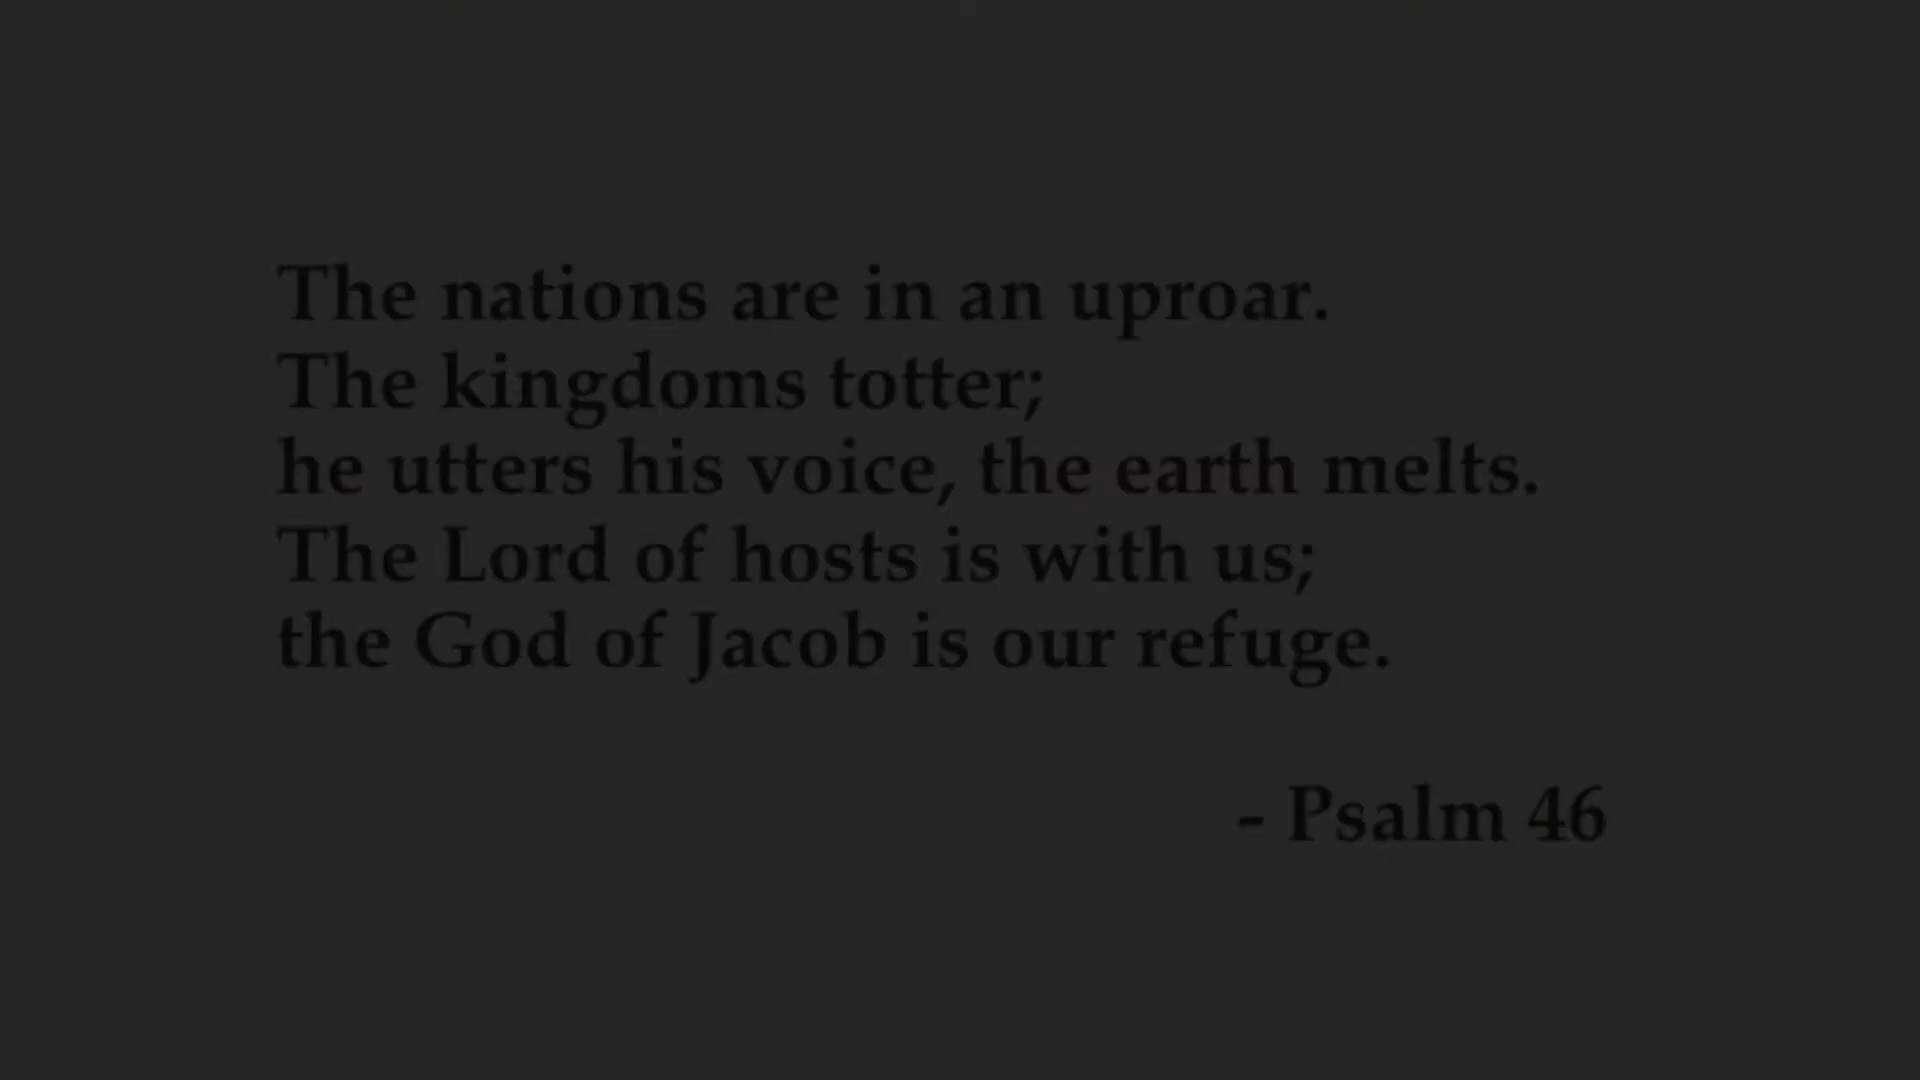 The nations are in an uproar.
The kingdoms totter;
he utters his voice, the earth melts.
The Lord of hosts is with us;
the God of Jacob is our refuge.
- Psalm 46